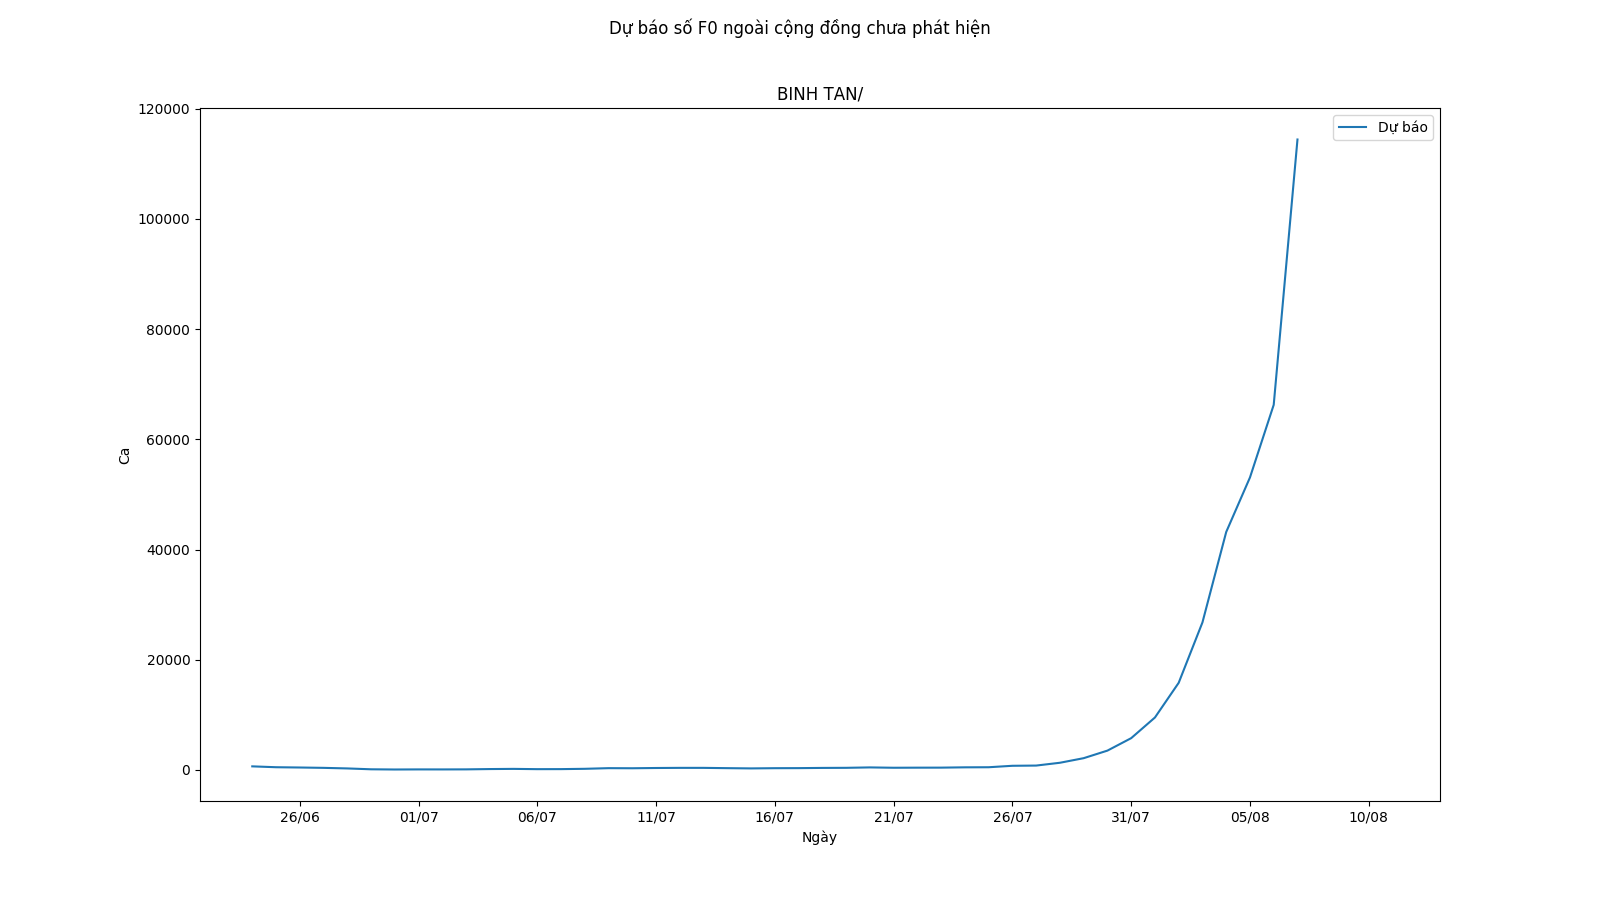 Dự báo số F0 ngoài cộng đồng chưa phát hiện
BINH TAN/
120000
100000
80000
60000
40000
20000
0
Ca
Dự báo
26/06 01/07 06/07 11/07 16/07 21/07 26/07 31/07 05/08 10/08
Ngày